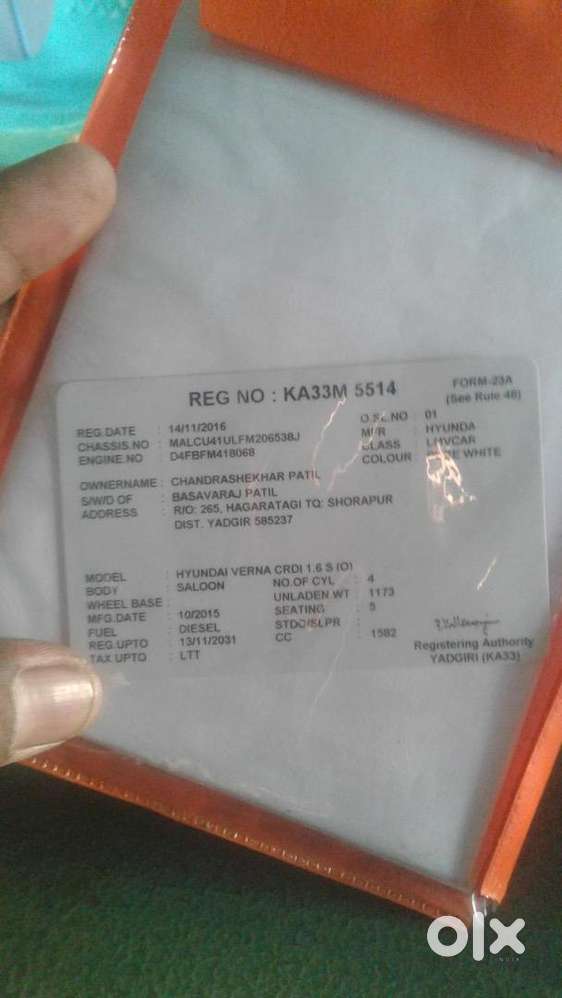 REG NO : KA33M 5514
FORM-23A
(See Rule 48)
REG.DATE : 14/11/2016 O.SL.NO : 01
CHASSIS.NO : MALCU41ULFM206538J MFR : HYUNDA
ENGINE.NO : D4FBFM418068 CLASS : LMVCAR
COLOUR : WHITE
OWNERNAME : CHANDRASHEKHAR PATIL
S/W/D OF : BASAVARAJ PATIL
ADDRESS : R/O: 265, HAGARATAGI TQ: SHORAPUR
DIST. YADGIR 585237
MODEL : HYUNDAI VERNA CRDI 1.6 S (O)
BODY : SALOON NO.OF CYL : 4
WHEEL BASE : UNLADEN.WT : 1173
MFG.DATE : 10/2015 SEATING : 5
FUEL : DIESEL STDG/SLPR :
REG.UPTO : 13/11/2031 CC : 1582
TAX.UPTO : LTT
Registering Authority
YADGIRI (KA33)
olx
INDIA